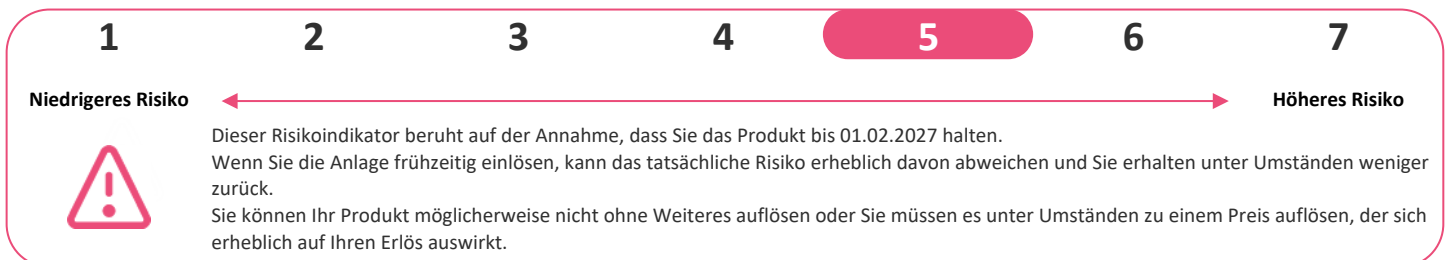 1 2 3 4 5 6 7
Niedrigeres Risiko Höheres Risiko
Dieser Risikoindikator beruht auf der Annahme, dass Sie das Produkt bis 01.02.2027 halten.
Wenn Sie die Anlage frühzeitig einlösen, kann das tatsächliche Risiko erheblich davon abweichen und Sie erhalten unter Umständen weniger
zurück.
Sie können Ihr Produkt möglicherweise nicht ohne Weiteres auflösen oder Sie müssen es unter Umständen zu einem Preis auflösen, der sich
erheblich auf Ihren Erlös auswirkt.